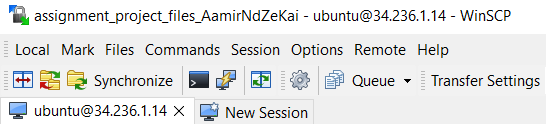 assignment_project_files_AamirNdZeKai - ubuntu@34.236.1.14 - WinSCP
Local Mark Files Commands Session Options Remote Help
Synchronize Queue Transfer Settings
ubuntu@34.236.1.14 × New Session